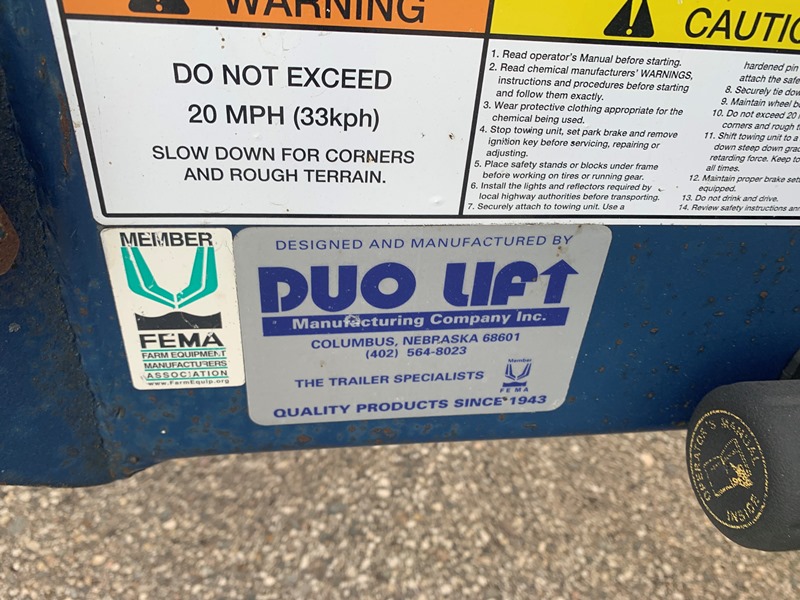 WARNING
DO NOT EXCEED
20 MPH (33kph)
SLOW DOWN FOR CORNERS
AND ROUGH TERRAIN.
1. Read operator's Manual before starting.
2. Read chemical manufacturers' WARNINGS,
instructions and procedures before starting
and follow them exactly.
3. Wear protective clothing appropriate for the
chemical being used.
4. Stop towing unit, set park brake and remove
ignition key before servicing, repairing or
adjusting.
5. Place safety stands or blocks under frame
before working on tires or running gear.
6. Install the lights and reflectors required by
local highway authorities before transporting.
7. Securely attach to towing unit. Use a
hardened pin
attach the safe
8. Securely tie dow
9. Maintain wheel b
10. Do not exceed 20
corners and rough t
11. Shift towing unit to a
down steep down grad
retarding force. Keep to
all times.
12. Maintain proper brake set
equipped.
13. Do not drink and drive.
14. Review safety instructions ann
MEMBER
FEMA
FARM EQUIPMENT
MANUFACTURERS
ASSOCIATION
www.FarmEquip.org
DESIGNED AND MANUFACTURED BY
DUO LIFT
Manufacturing Company Inc.
COLUMBUS, NEBRASKA 68601
(402) 564-8023
THE TRAILER SPECIALISTS
Member
FEMA
QUALITY PRODUCTS SINCE 1943
OPERATOR'S MANUAL
INSIDE